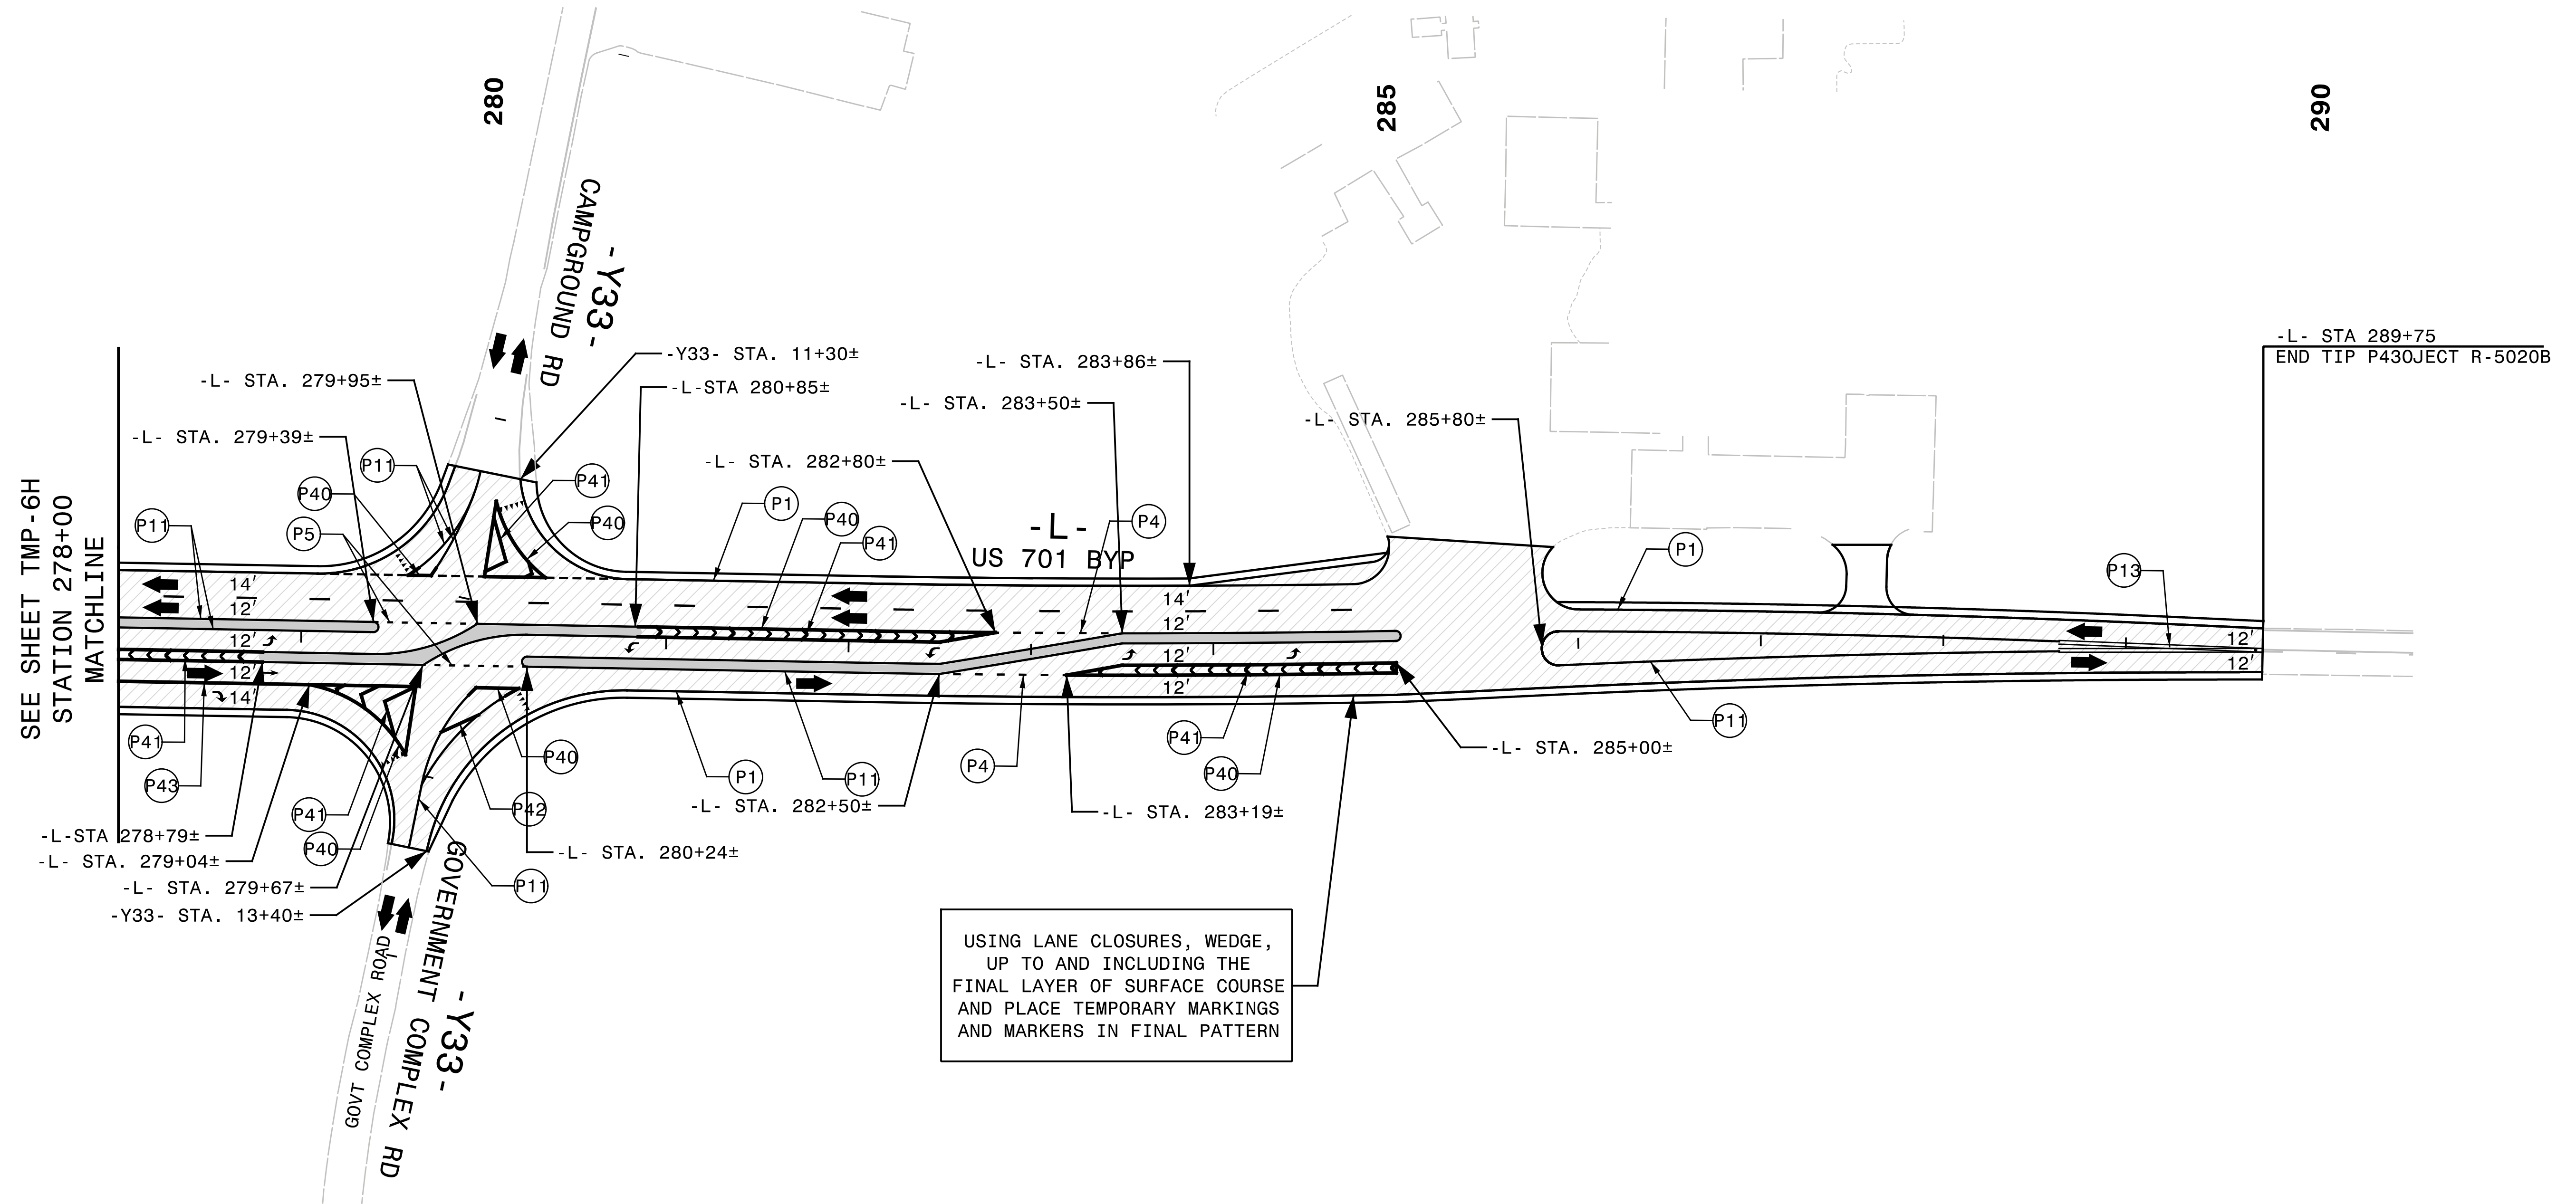 280
285
290
CAMPGROUND RD
-Y33-
-L- STA 289+75
END TIP P430JECT R-5020B
-Y33- STA. 11+30±
-L-STA 280+85±
-L- STA. 279+95±
-L- STA. 283+86±
-L- STA. 283+50±
-L- STA. 285+80±
-L- STA. 279+39±
-L- STA. 282+80±
P11
P40
P41
P11
P5
P40
P1
P40
P41
P4
P1
P13
-L-
US 701 BYP
SEE SHEET TMP-6H
STATION 278+00
MATCHLINE
14'
12'
12'
12'
14'
14'
12'
12'
12'
12'
12'
P41
P43
P41
P40
P40
P42
P11
P1
P11
P4
P41
P40
P11
-L- STA. 285+00±
-L- STA. 282+50±
-L- STA. 283+19±
-L-STA 278+79±
-L- STA. 279+04±
-L- STA. 280+24±
-L- STA. 279+67±
-Y33- STA. 13+40±
GOVT COMPLEX ROAD
GOVERNMENT COMPLEX RD
-Y33-
USING LANE CLOSURES, WEDGE,
UP TO AND INCLUDING THE
FINAL LAYER OF SURFACE COURSE
AND PLACE TEMPORARY MARKINGS
AND MARKERS IN FINAL PATTERN